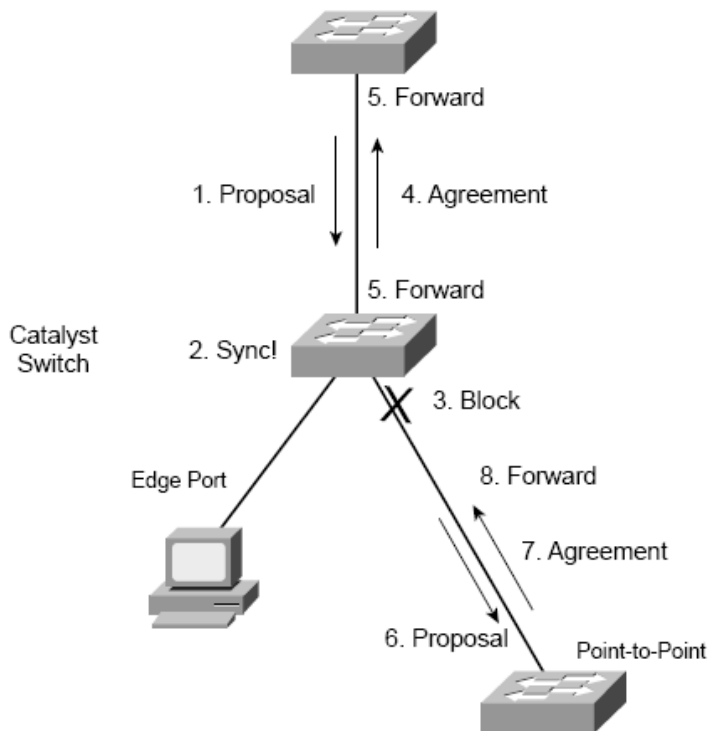 5. Forward
1. Proposal
4. Agreement
5. Forward
Catalyst
Switch
2. Sync!
3. Block
Edge Port
8. Forward
7. Agreement
6. Proposal
Point-to-Point